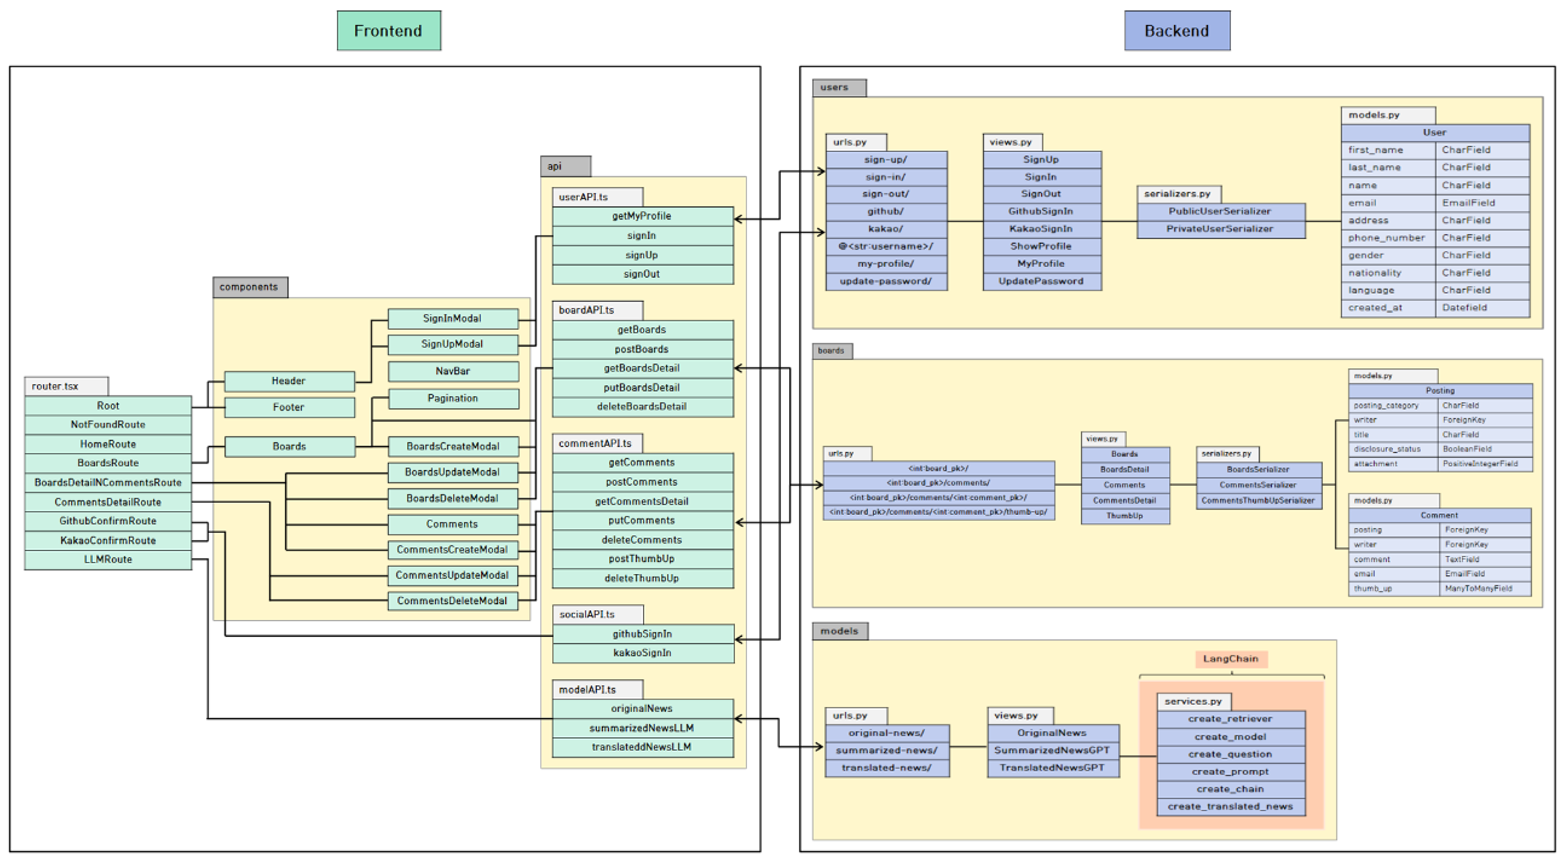 Frontend
Backend
router.tsx
Root
NotFoundRoute
HomeRoute
BoardsRoute
BoardsDetailNCommentsRoute
CommentsDetailRoute
GithubConfirmRoute
KakaoConfirmRoute
LLMRoute
components
Header
Footer
Boards
SignInModal
SignUpModal
NavBar
Pagination
BoardsCreateModal
BoardsUpdateModal
BoardsDeleteModal
Comments
CommentsCreateModal
CommentsUpdateModal
CommentsDeleteModal
api
userAPI.ts
getMyProfile
signIn
signUp
signOut
boardAPI.ts
getBoards
postBoards
getBoardsDetail
putBoardsDetail
deleteBoardsDetail
commentAPI.ts
getComments
postComments
getCommentsDetail
putComments
deleteComments
postThumbUp
deleteThumbUp
socialAPI.ts
githubSignIn
kakaoSignIn
modelAPI.ts
originalNews
summarizedNewsLLM
translateddNewsLLM
users
urls.py
sign-up/
sign-in/
sign-out/
github/
kakao/
@<str:username>/
my-profile/
update-password/
views.py
SignUp
SignIn
SignOut
GithubSignIn
KakaoSignIn
ShowProfile
MyProfile
UpdatePassword
serializers.py
PublicUserSerializer
PrivateUserSerializer
models.py
User
first_name CharField
last_name CharField
name CharField
email EmailField
address CharField
phone_number CharField
gender CharField
nationality CharField
language CharField
created_at Datefield
boards
urls.py
<int:board_pk>/
<int:board_pk>/comments/
<int:board_pk>/comments/<int:comment_pk>/
<int:board_pk>/comments/<int:comment_pk>/thumb-up/
views.py
Boards
BoardsDetail
Comments
CommentsDetail
ThumbUp
serializers.py
BoardsSerializer
CommentsSerializer
CommentsThumbUpSerializer
models.py
Posting
posting_category CharField
writer ForeignKey
title CharField
disclosure_status BooleanField
attachment PositiveIntegerField
models.py
Comment
posting ForeignKey
writer ForeignKey
comment TextField
email EmailField
thumb_up ManyToManyField
models
urls.py
original-news/
summarized-news/
translated-news/
views.py
OriginalNews
SummarizedNewsGPT
TranslatedNewsGPT
LangChain
services.py
create_retriever
create_model
create_question
create_prompt
create_chain
create_translated_news